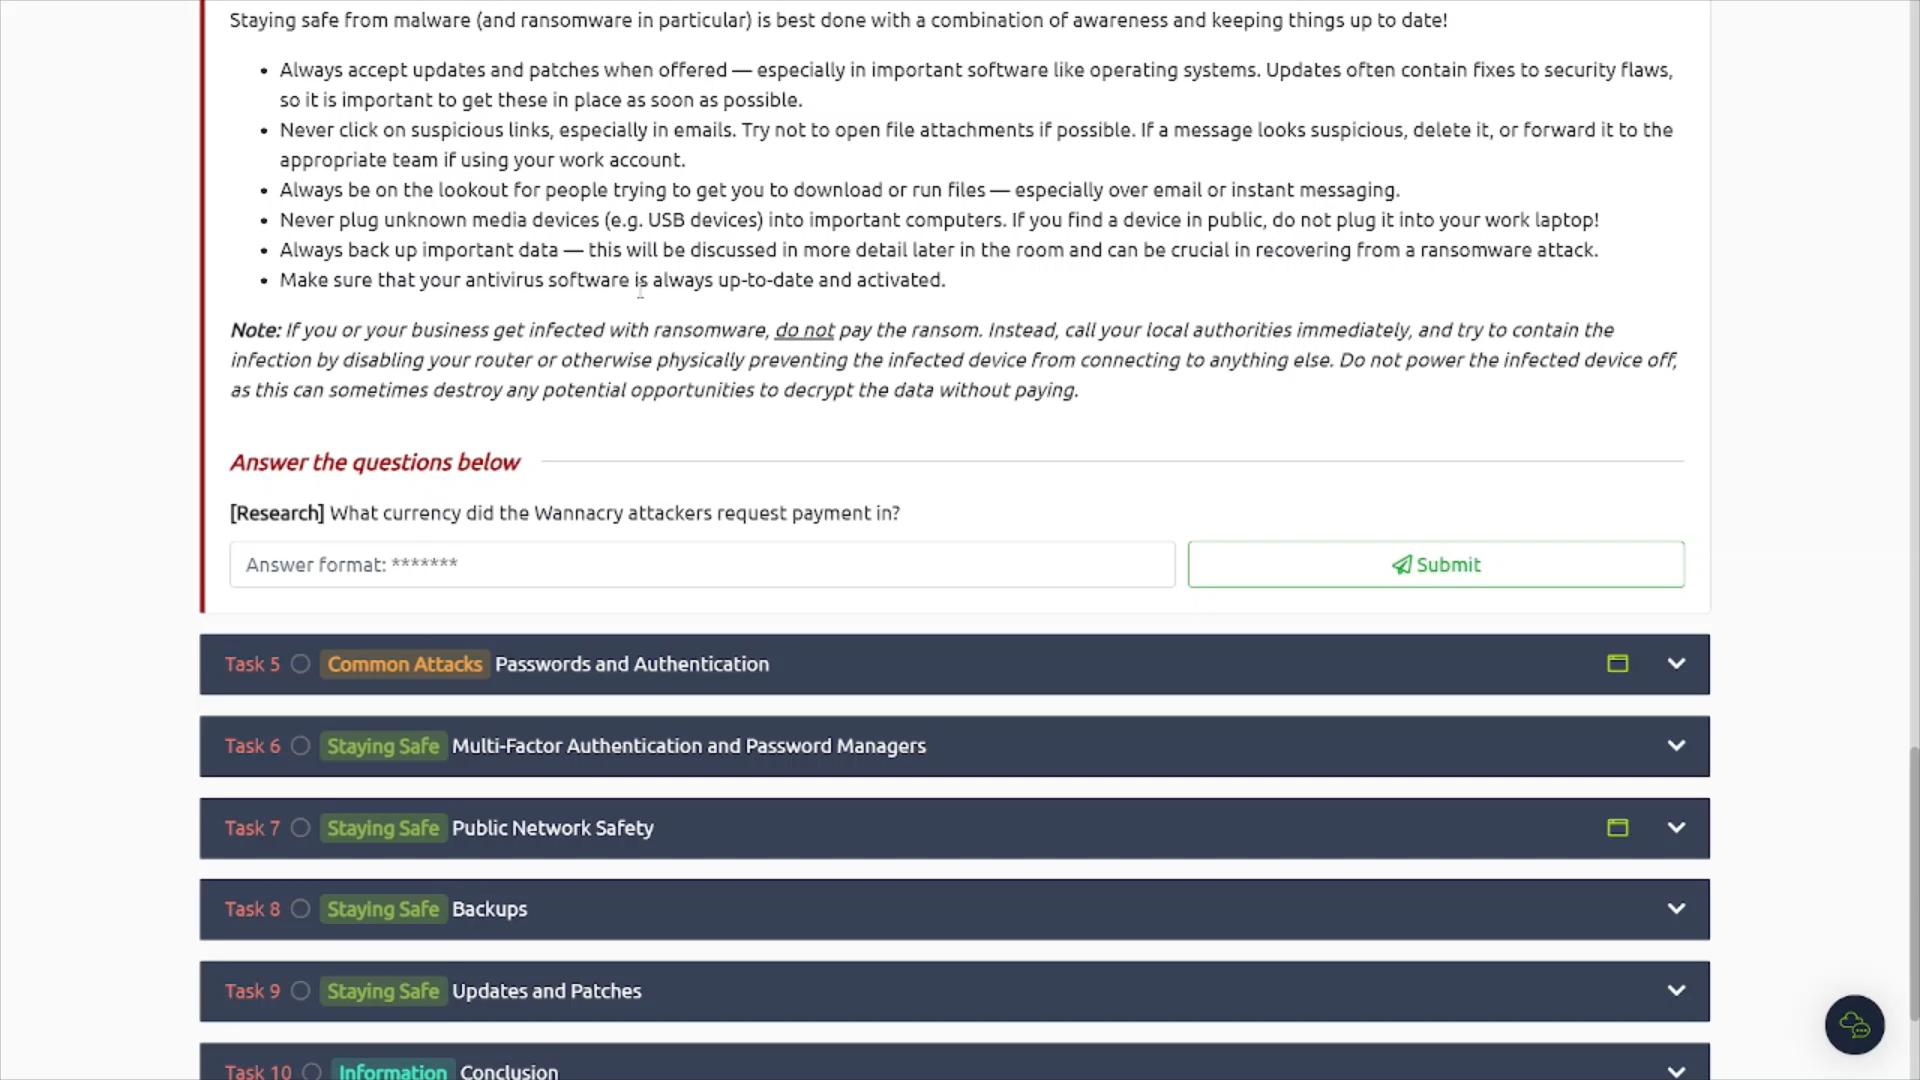 Staying safe from malware (and ransomware in particular) is best done with a combination of awareness and keeping things up to date!
• Always accept updates and patches when offered — especially in important software like operating systems. Updates often contain fixes to security flaws,
so it is important to get these in place as soon as possible.
• Never click on suspicious links, especially in emails. Try not to open file attachments if possible. If a message looks suspicious, delete it, or forward it to the
appropriate team if using your work account.
• Always be on the lookout for people trying to get you to download or run files — especially over email or instant messaging.
• Never plug unknown media devices (e.g. USB devices) into important computers. If you find a device in public, do not plug it into your work laptop!
• Always back up important data — this will be discussed in more detail later in the room and can be crucial in recovering from a ransomware attack.
• Make sure that your antivirus software is always up-to-date and activated.
Note: If you or your business get infected with ransomware, do not pay the ransom. Instead, call your local authorities immediately, and try to contain the
infection by disabling your router or otherwise physically preventing the infected device from connecting to anything else. Do not power the infected device off,
as this can sometimes destroy any potential opportunities to decrypt the data without paying.
Answer the questions below
[Research] What currency did the Wannacry attackers request payment in?
Answer format: ******* Submit
Task 5 Common Attacks Passwords and Authentication
Task 6 Staying Safe Multi-Factor Authentication and Password Managers
Task 7 Staying Safe Public Network Safety
Task 8 Staying Safe Backups
Task 9 Staying Safe Updates and Patches
Task 10 Information Conclusion